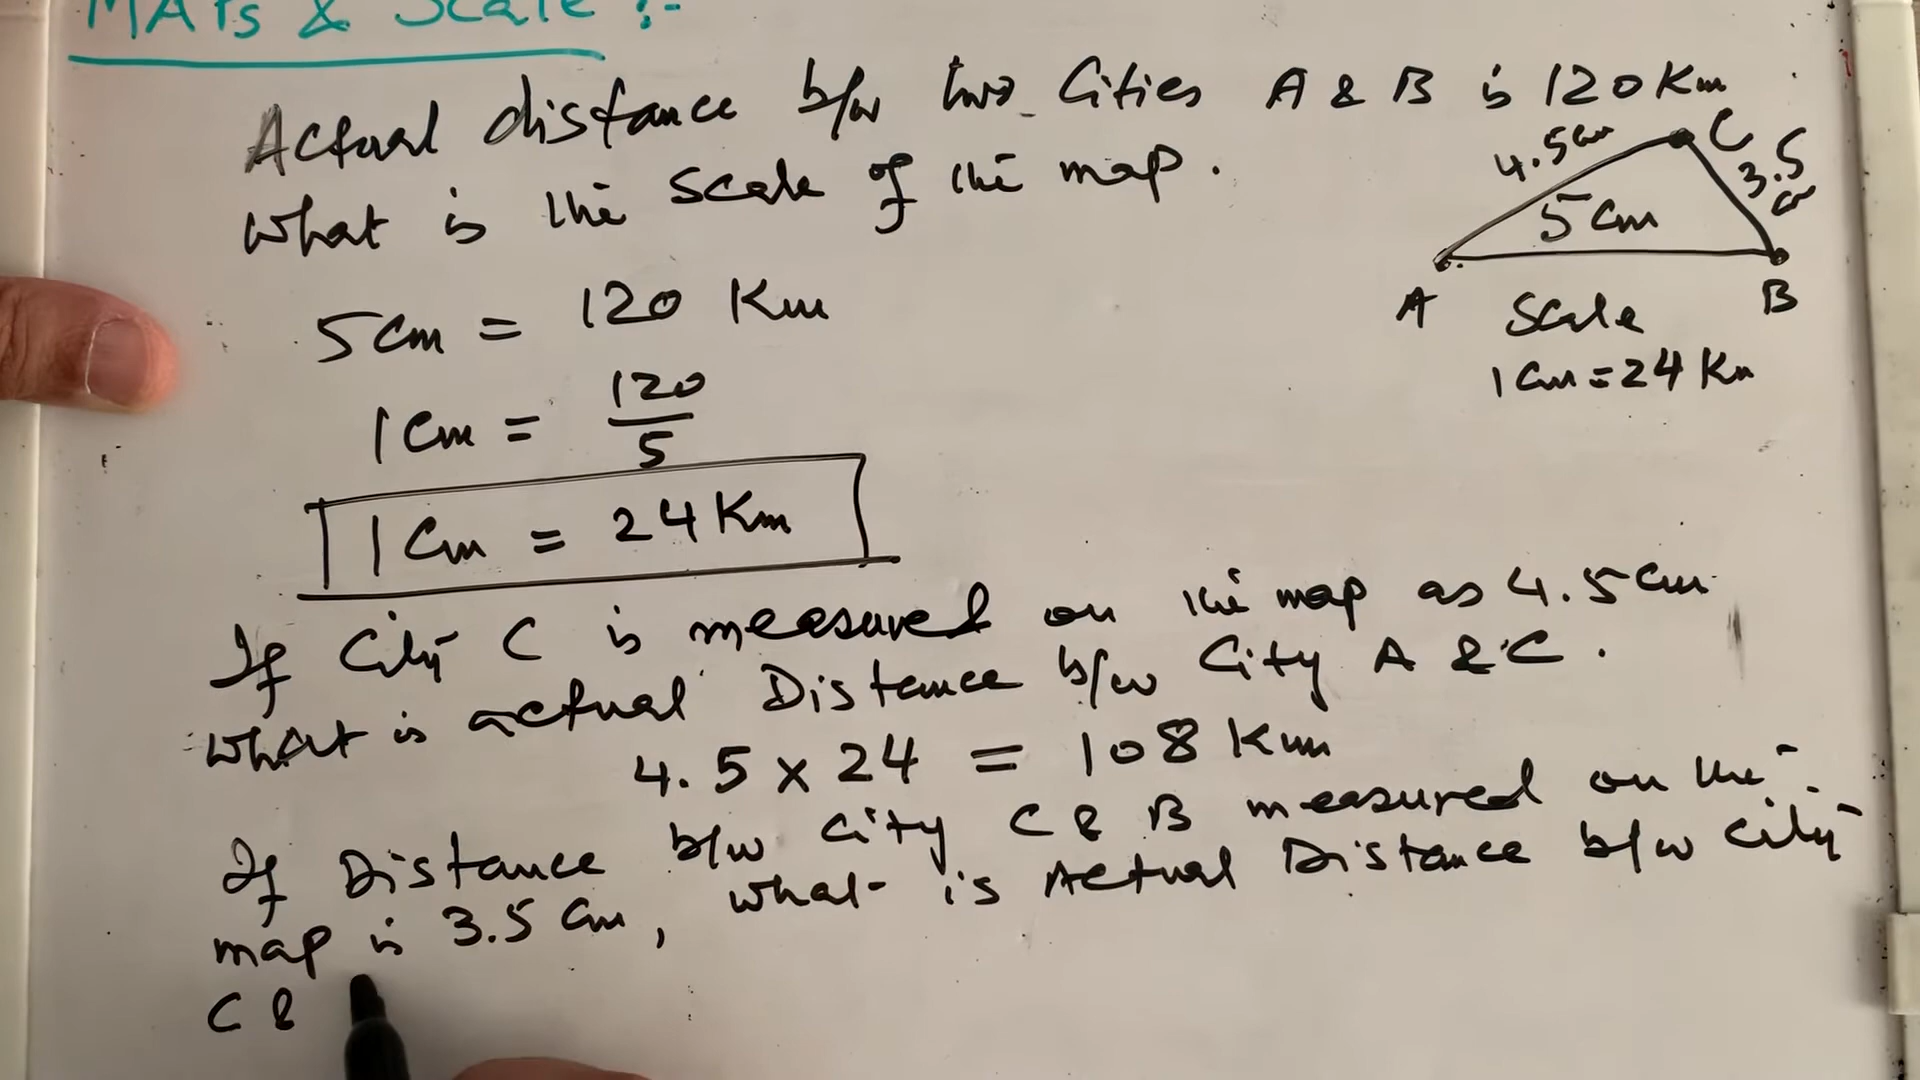 MAPs & Scale :-
Actual distance b/w two Cities A & B is 120 Km
What is the Scale of the map.
4.5cm
C
3.5
cm
5 cm
A
B
Scale
1 Cm = 24 Km
5 cm = 120 Km
1 Cm = 120/5
1 Cm = 24 Km
If City C is measured on the map as 4.5 cm
What is actual Distance b/w City A & C.
4.5 x 24 = 108 Km
If Distance b/w City C & B measured on the
map is 3.5 Cm, what is Actual Distance b/w City
C &